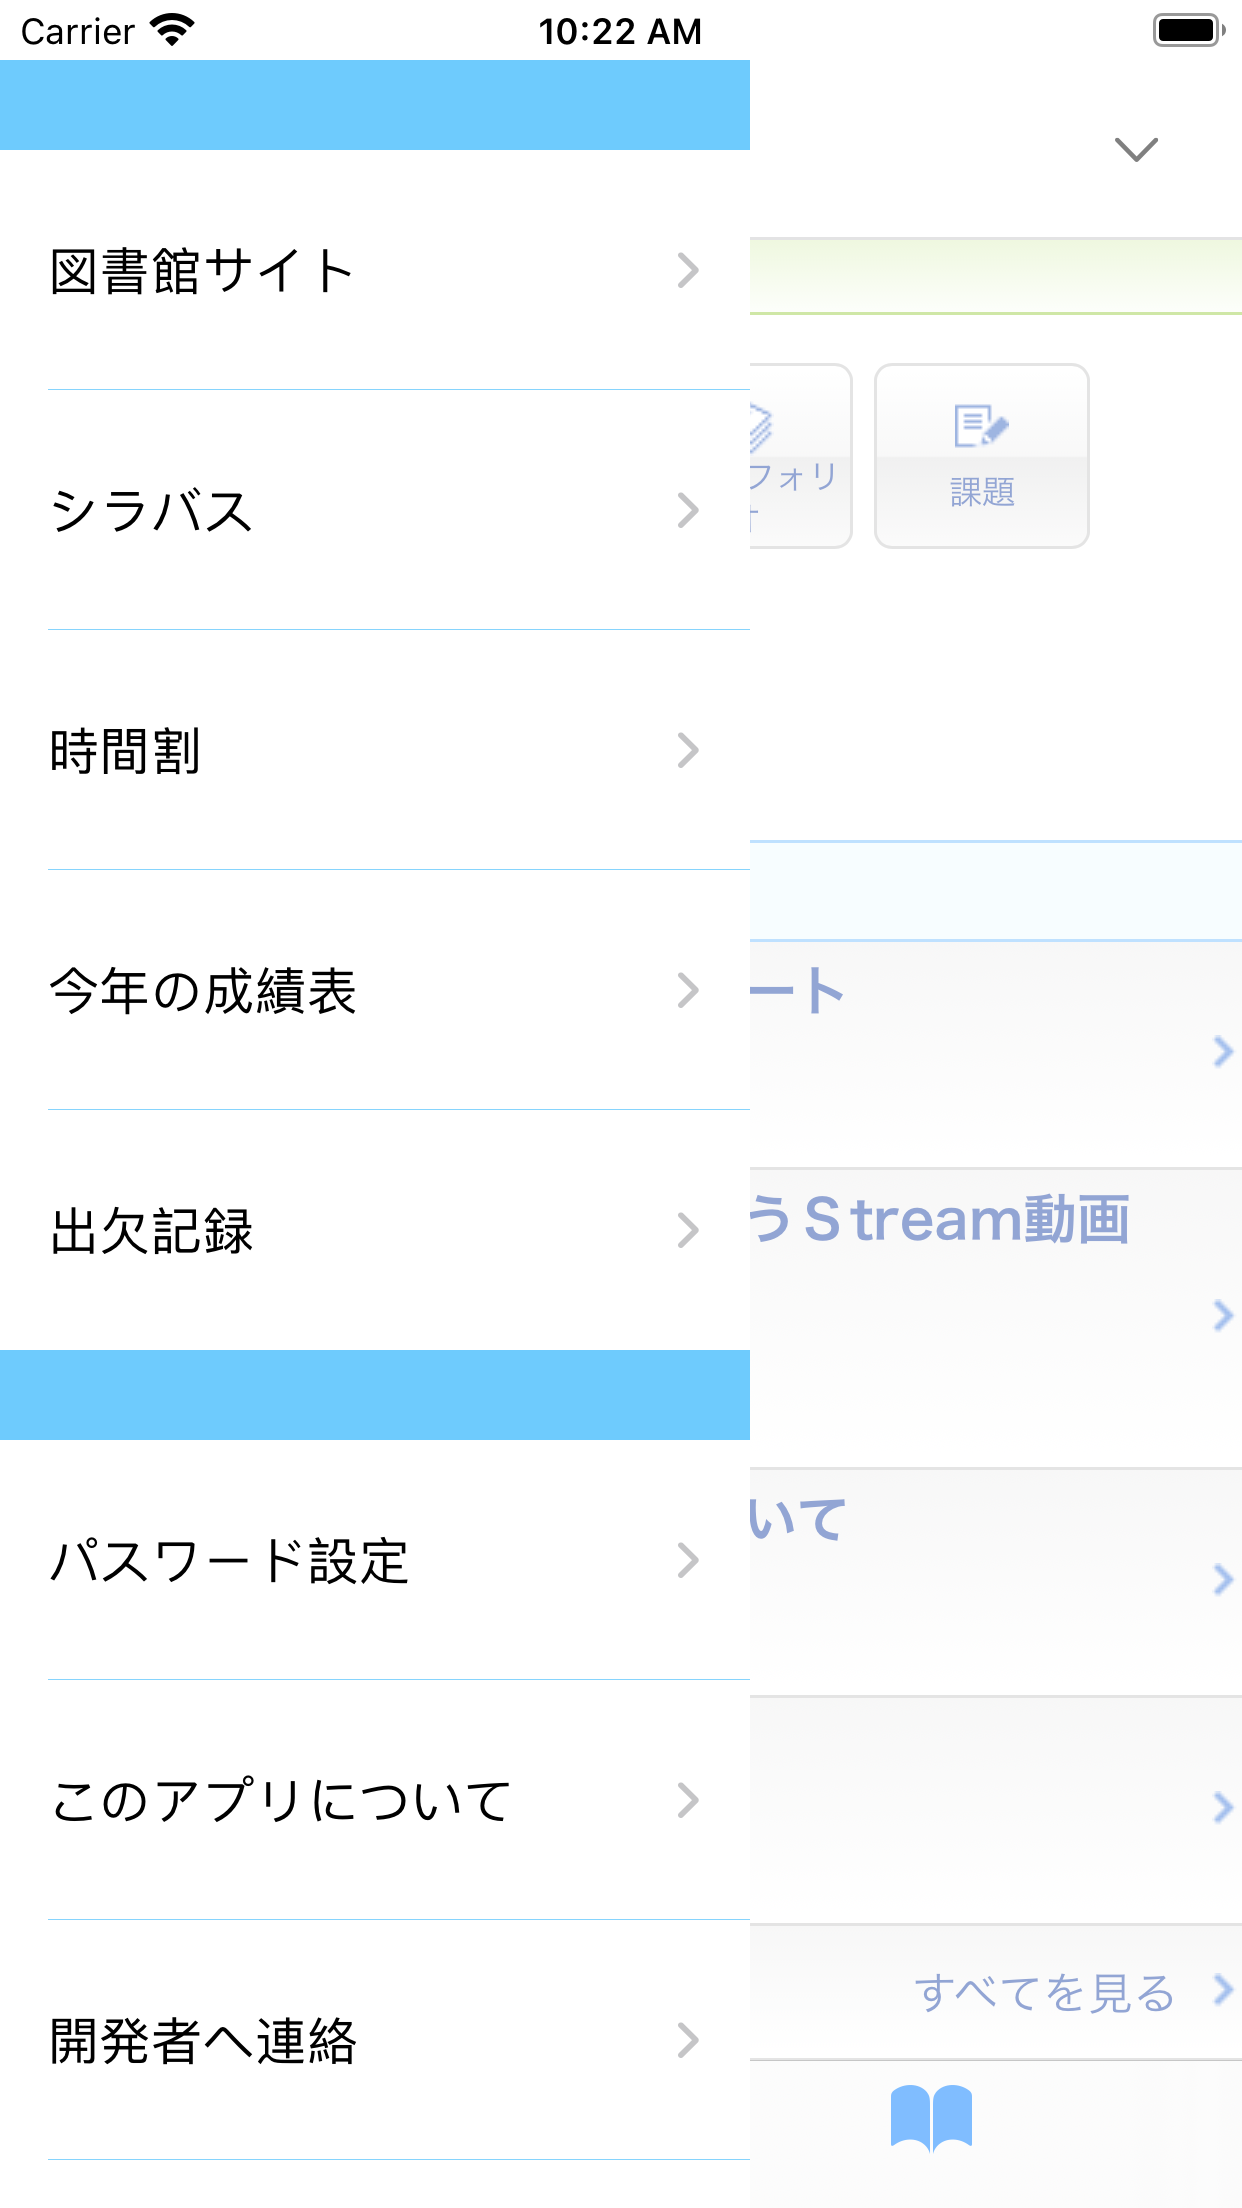 Carrier 10:22 AM
図書館サイト
シラバス
時間割
今年の成績表
出欠記録
パスワード設定
このアプリについて
開発者へ連絡
フォリ
課題
ート
うStream動画
いて
すべてを見る